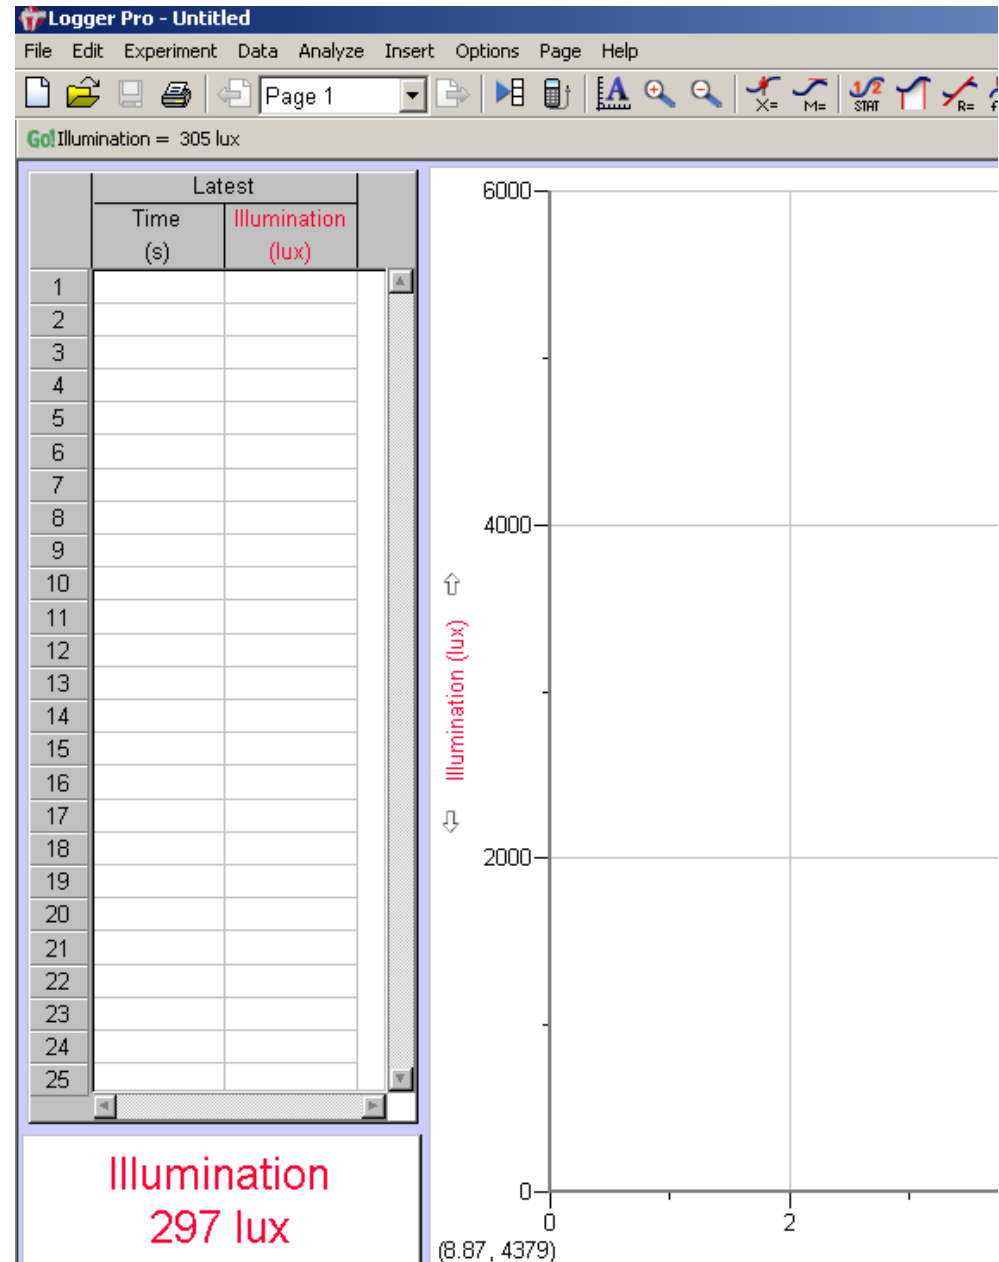 Logger Pro - Untitled
File Edit Experiment Data Analyze Insert Options Page Help
Page 1
X= M= 1/2 STAT R=
Go! Illumination = 305 lux
Latest
Time Illumination
(s) (lux)
1
2
3
4
5
6
7
8
9
10
11
12
13
14
15
16
17
18
19
20
21
22
23
24
25
Illumination
297 lux
6000
4000
Illumination (lux)
2000
0
0 2
(8.87, 4379)